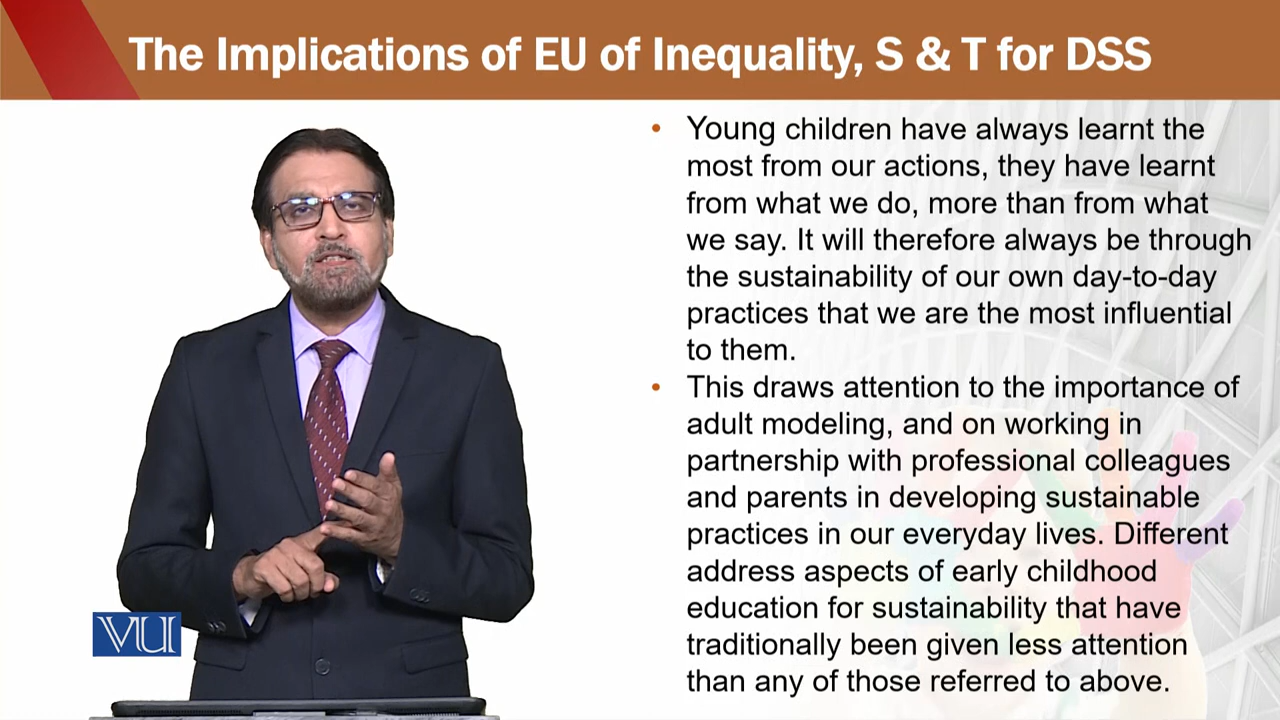 The Implications of EU of Inequality, S & T for DSS
• Young children have always learnt the
most from our actions, they have learnt
from what we do, more than from what
we say. It will therefore always be through
the sustainability of our own day-to-day
practices that we are the most influential
to them.
• This draws attention to the importance of
adult modeling, and on working in
partnership with professional colleagues
and parents in developing sustainable
practices in our everyday lives. Different
address aspects of early childhood
education for sustainability that have
traditionally been given less attention
than any of those referred to above.
VU